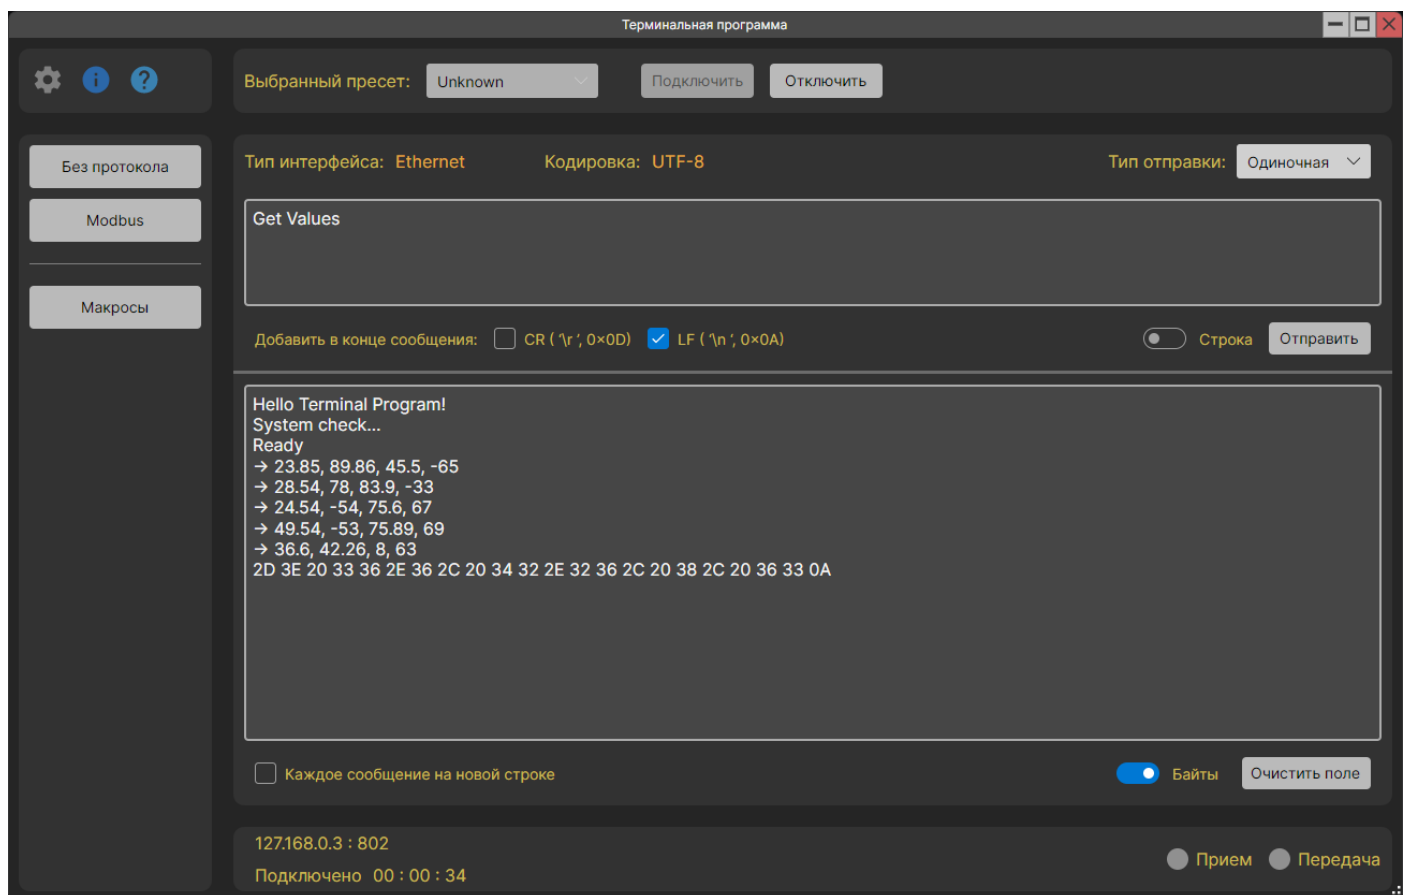 Терминальная программа
Выбранный пресет: Unknown Подключить Отключить
Без протокола
Modbus
Макросы
Тип интерфейса: Ethernet Кодировка: UTF-8 Тип отправки: Одиночная
Get Values
Добавить в конце сообщения: CR ( '\r ', 0×0D) LF ( '\n ', 0×0A) Строка Отправить
Hello Terminal Program!
System check...
Ready
-> 23.85, 89.86, 45.5, -65
-> 28.54, 78, 83.9, -33
-> 24.54, -54, 75.6, 67
-> 49.54, -53, 75.89, 69
-> 36.6, 42.26, 8, 63
2D 3E 20 33 36 2E 36 2C 20 34 32 2E 32 36 2C 20 38 2C 20 36 33 0A
Каждое сообщение на новой строке Байты Очистить поле
127.168.0.3 : 802
Подключено 00 : 00 : 34
Прием Передача